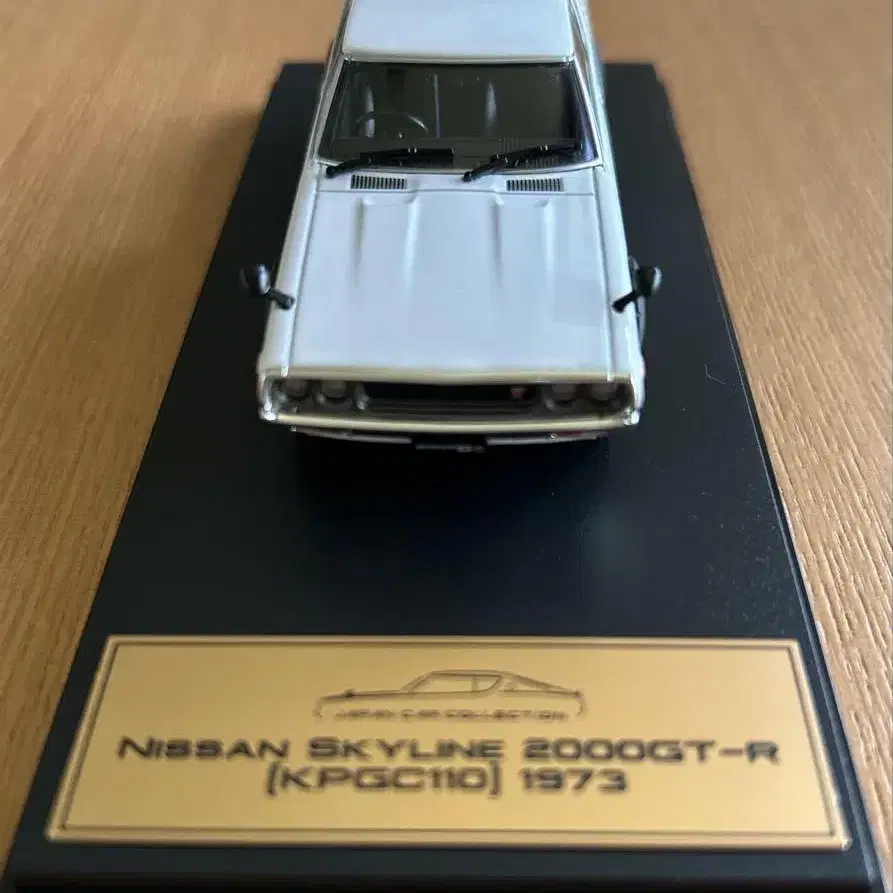 JAPAN CAR COLLECTION
NISSAN SKYLINE 2000GT-R
[KPGC110] 1973